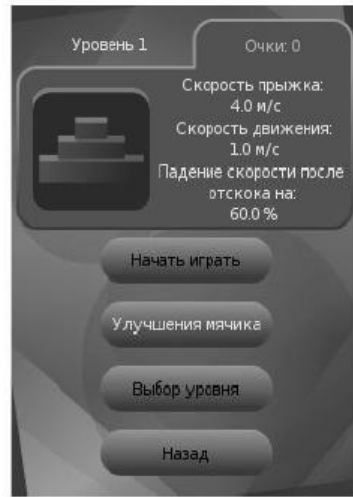 Уровень 1
Очки: 0
Скорость прыжка:
4.0 м/с
Скорость движения:
1.0 м/с
Падение скорости после
отскока на:
60.0 %
Начать играть
Улучшения мячика
Выбор уровня
Назад